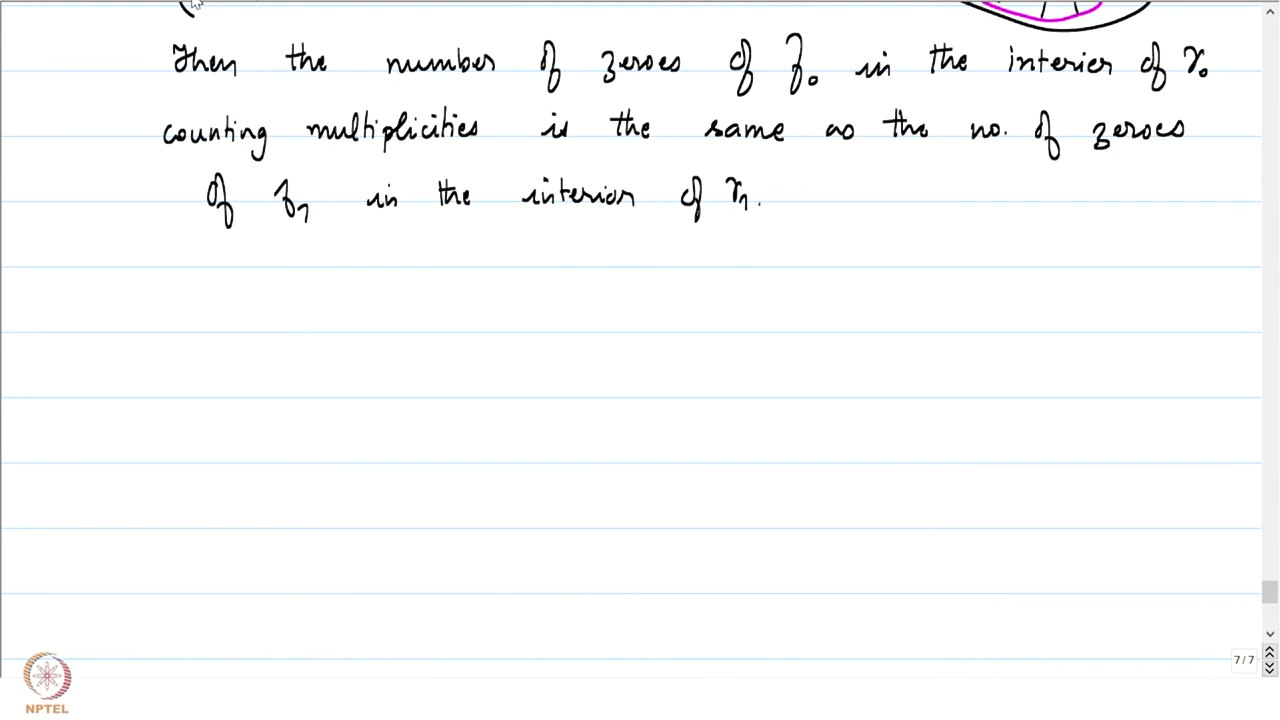 Then the number of zeroes of f₀ in the interior of γ₀
counting multiplicities is the same as the no. of zeroes
of f₁ in the interior of γ₁.
7/7
NPTEL